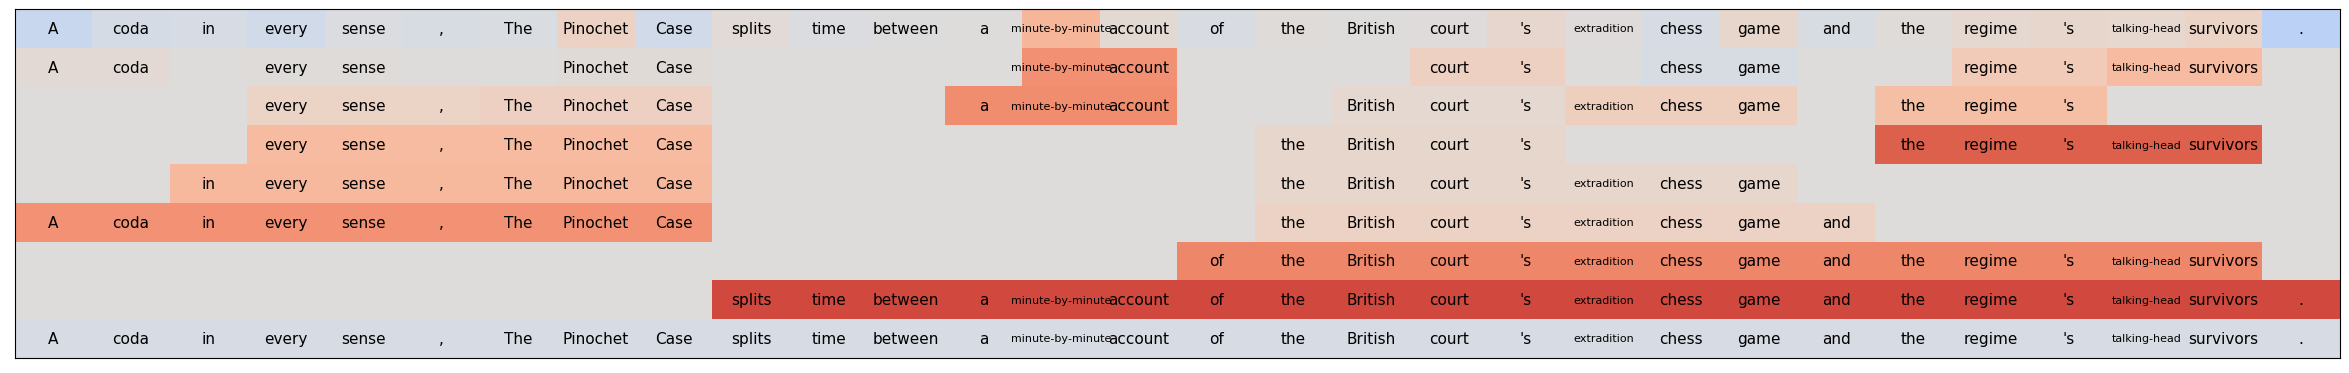 A coda in every sense , The Pinochet Case splits time between a minute-by-minute account of the British court 's extradition chess game and the regime 's talking-head survivors .
A coda every sense Pinochet Case minute-by-minute account court 's chess game regime 's talking-head survivors
every sense , The Pinochet Case a minute-by-minute account British court 's extradition chess game the regime 's
every sense , The Pinochet Case the British court 's the regime 's talking-head survivors
in every sense , The Pinochet Case the British court 's extradition chess game
A coda in every sense , The Pinochet Case the British court 's extradition chess game and
of the British court 's extradition chess game and the regime 's talking-head survivors
splits time between a minute-by-minute account of the British court 's extradition chess game and the regime 's talking-head survivors .
A coda in every sense , The Pinochet Case splits time between a minute-by-minute account of the British court 's extradition chess game and the regime 's talking-head survivors .